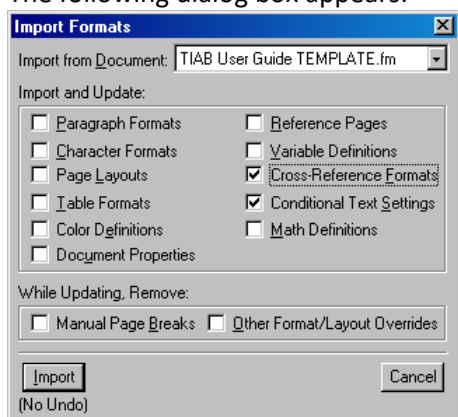 The following dialog box appears:
Import Formats
Import from Document: TIAB User Guide TEMPLATE.fm
Import and Update:
Paragraph Formats Reference Pages
Character Formats Variable Definitions
Page Layouts Cross-Reference Formats
Table Formats Conditional Text Settings
Color Definitions Math Definitions
Document Properties
While Updating, Remove:
Manual Page Breaks Other Format/Layout Overrides
Import Cancel
(No Undo)